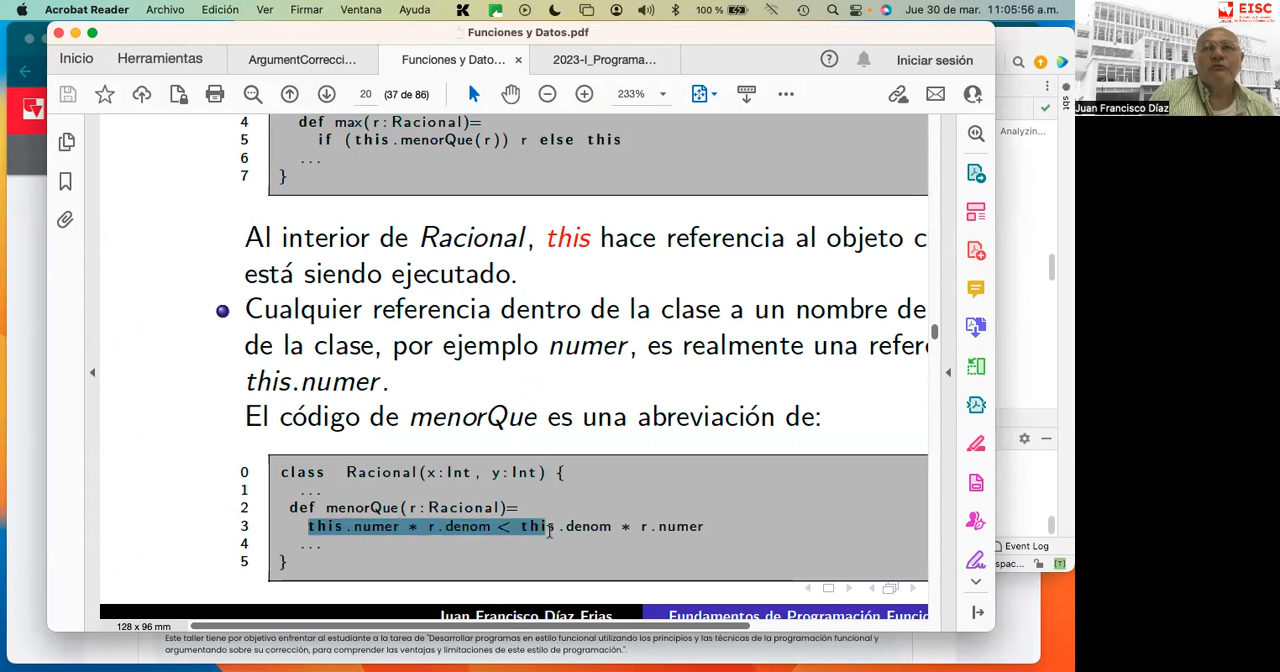 Acrobat Reader Archivo Edición Ver Firmar Ventana Ayuda 100 % Jue 30 de mar. 11:05:56 a.m.
EISC
Funciones y Datos.pdf
Inicio Herramientas ArgumentCorrecci... Funciones y Dato... × 2023-I_Programa... Iniciar sesión
20 (37 de 86) 233%
Juan Francisco Díaz
sbt
Analyzin...
4 def max(r:Racional)=
5 if (this.menorQue(r)) r else this
6 ...
7 }
Al interior de Racional, this hace referencia al objeto c
está siendo ejecutado.
Cualquier referencia dentro de la clase a un nombre de
de la clase, por ejemplo numer, es realmente una refer
this.numer.
El código de menorQue es una abreviación de:
0 class Racional(x:Int, y:Int) {
1 ...
2 def menorQue(r:Racional)=
3 this.numer * r.denom < this.denom * r.numer
4 ...
5 }
Event Log
spac...
Juan Francisco Díaz Frias Fundamentos de Programación Funcio
128 x 96 mm
Este taller tiene por objetivo enfrentar al estudiante a la tarea de "Desarrollar programas en estilo funcional utilizando los principios y las técnicas de la programación funcional y
argumentando sobre su corrección, para comprender las ventajas y limitaciones de este estilo de programación.".